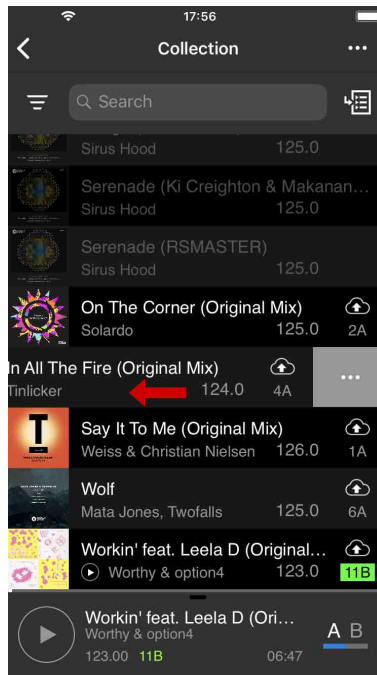 17:56
Collection
Search
Sirus Hood 125.0
Serenade (Ki Creighton & Makanan...
Sirus Hood 125.0
Serenade (RSMASTER)
Sirus Hood 125.0
On The Corner (Original Mix)
Solardo 125.0 2A
In All The Fire (Original Mix)
Tinlicker 124.0 4A
Say It To Me (Original Mix)
Weiss & Christian Nielsen 126.0 1A
Wolf
Mata Jones, Twofalls 125.0 6A
Workin' feat. Leela D (Original...
Worthy & option4 123.0 11B
Workin' feat. Leela D (Ori...
Worthy & option4
A B
123.00 11B 06:47